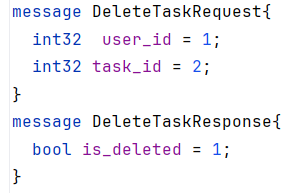 message DeleteTaskRequest{
  int32  user_id = 1;
  int32 task_id = 2;
}
message DeleteTaskResponse{
  bool is_deleted = 1;
}